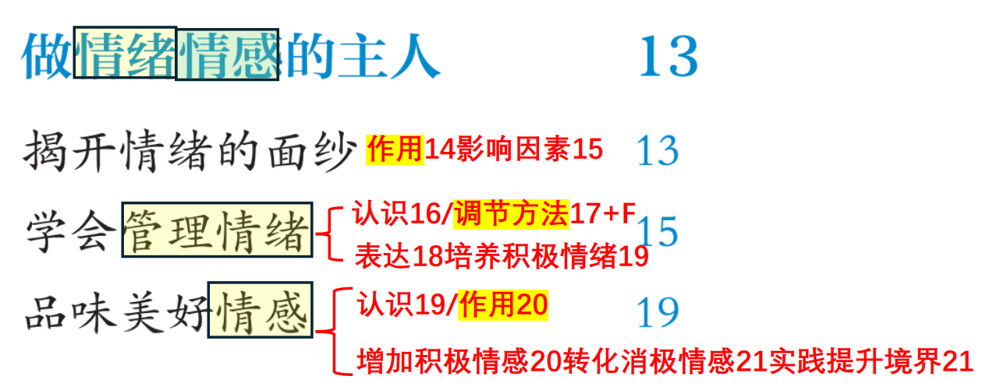 做情绪情感的主人 13
揭开情绪的面纱 作用14影响因素15 13
学会管理情绪 认识16/调节方法17+F 15
表达18培养积极情绪19
品味美好情感 认识19/作用20 19
增加积极情感20转化消极情感21实践提升境界21